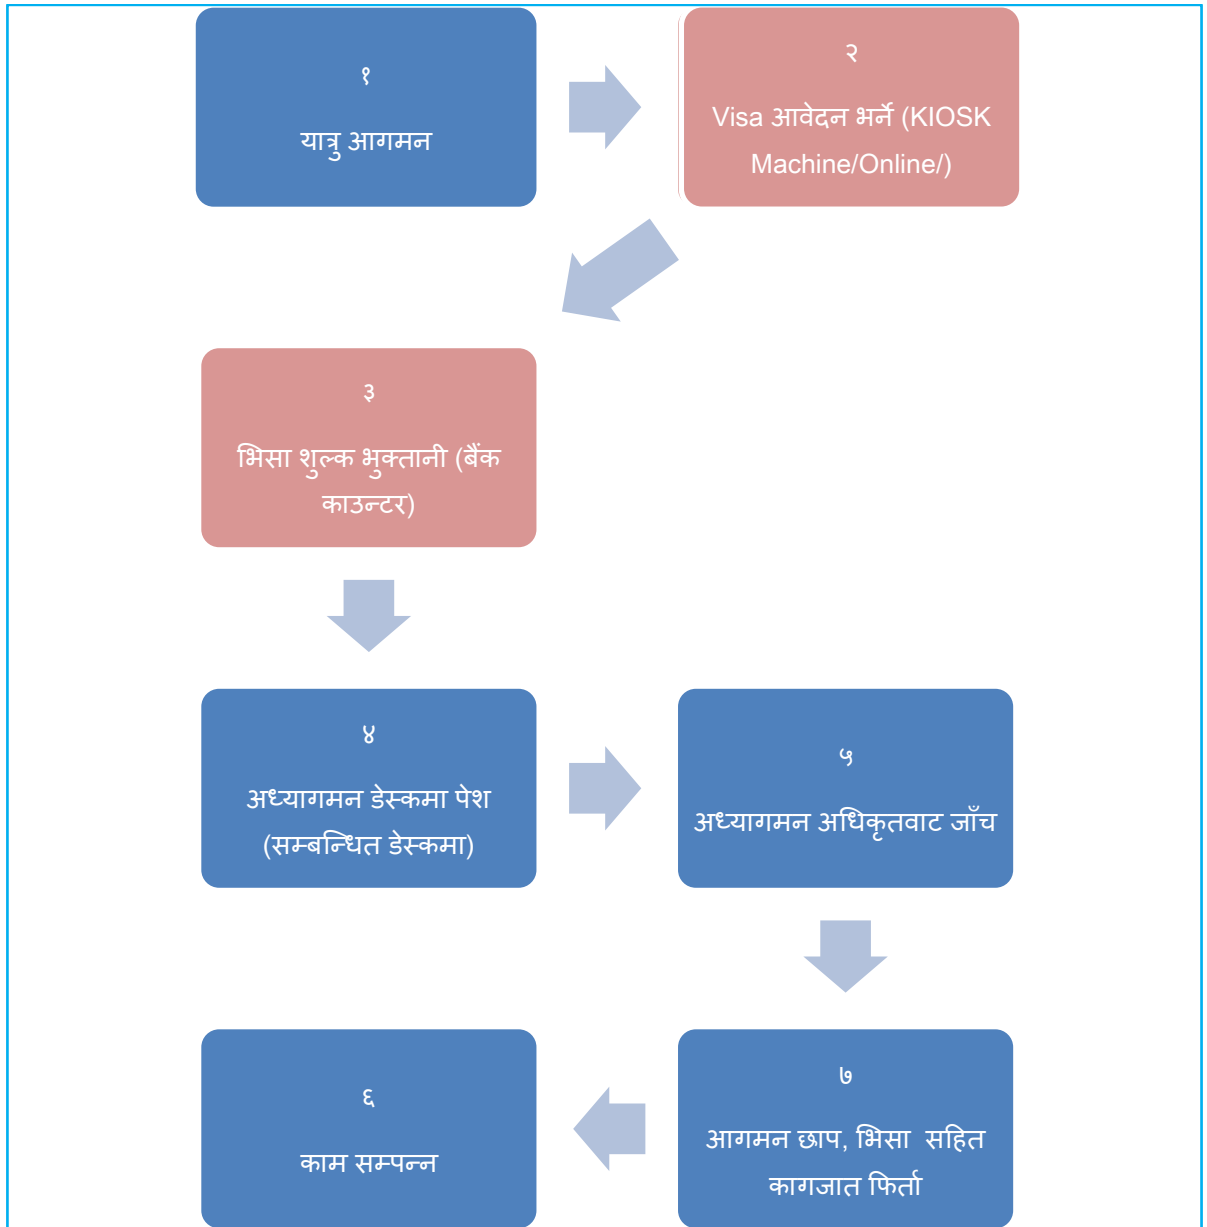 १
यात्रु आगमन
२
Visa आवेदन भर्ने (KIOSK
Machine/Online/)
३
भिसा शुल्क भुक्तानी (बैंक
काउन्टर)
४
अध्यागमन डेस्कमा पेश
(सम्बन्धित डेस्कमा)
५
अध्यागमन अधिकृतवाट जाँच
६
काम सम्पन्न
७
आगमन छाप, भिसा सहित
कागजात फिर्ता